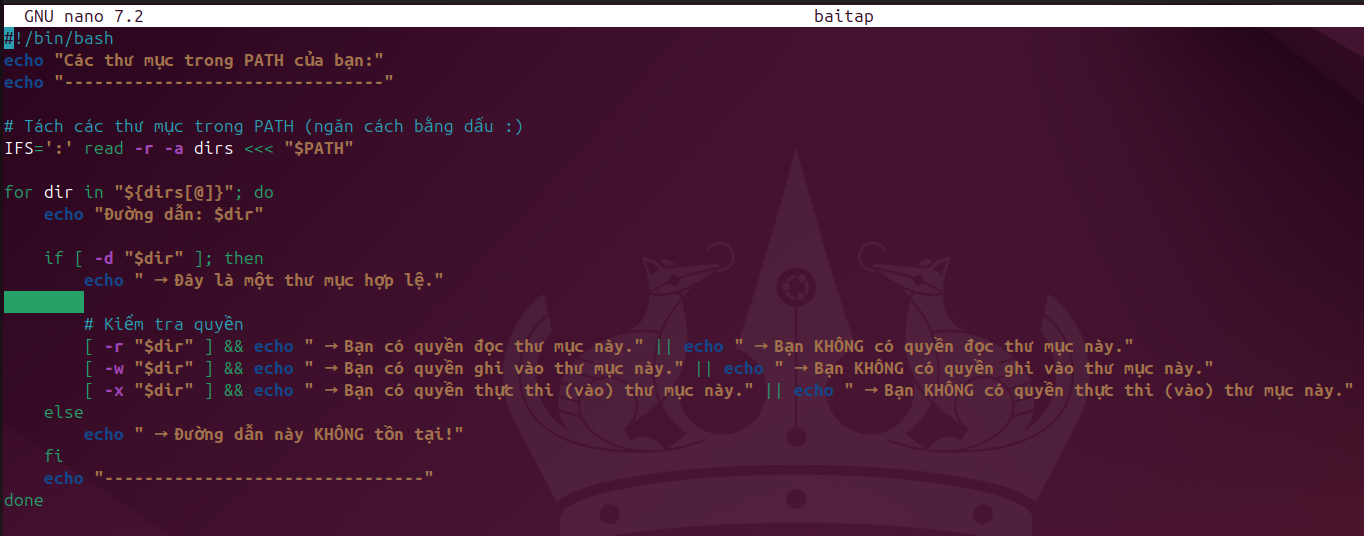 GNU nano 7.2 baitap
#!/bin/bash
echo "Các thư mục trong PATH của bạn:"
echo "--------------------------------"
# Tách các thư mục trong PATH (ngăn cách bằng dấu :)
IFS=':' read -r -a dirs <<< "$PATH"
for dir in "${dirs[@]}"; do
    echo "Đường dẫn: $dir"
    if [ -d "$dir" ]; then
        echo " → Đây là một thư mục hợp lệ."
        # Kiểm tra quyền
        [ -r "$dir" ] && echo " → Bạn có quyền đọc thư mục này." || echo " → Bạn KHÔNG có quyền đọc thư mục này."
        [ -w "$dir" ] && echo " → Bạn có quyền ghi vào thư mục này." || echo " → Bạn KHÔNG có quyền ghi vào thư mục này."
        [ -x "$dir" ] && echo " → Bạn có quyền thực thi (vào) thư mục này." || echo " → Bạn KHÔNG có quyền thực thi (vào) thư mục này."
    else
        echo " → Đường dẫn này KHÔNG tồn tại!"
    fi
    echo "--------------------------------"
done